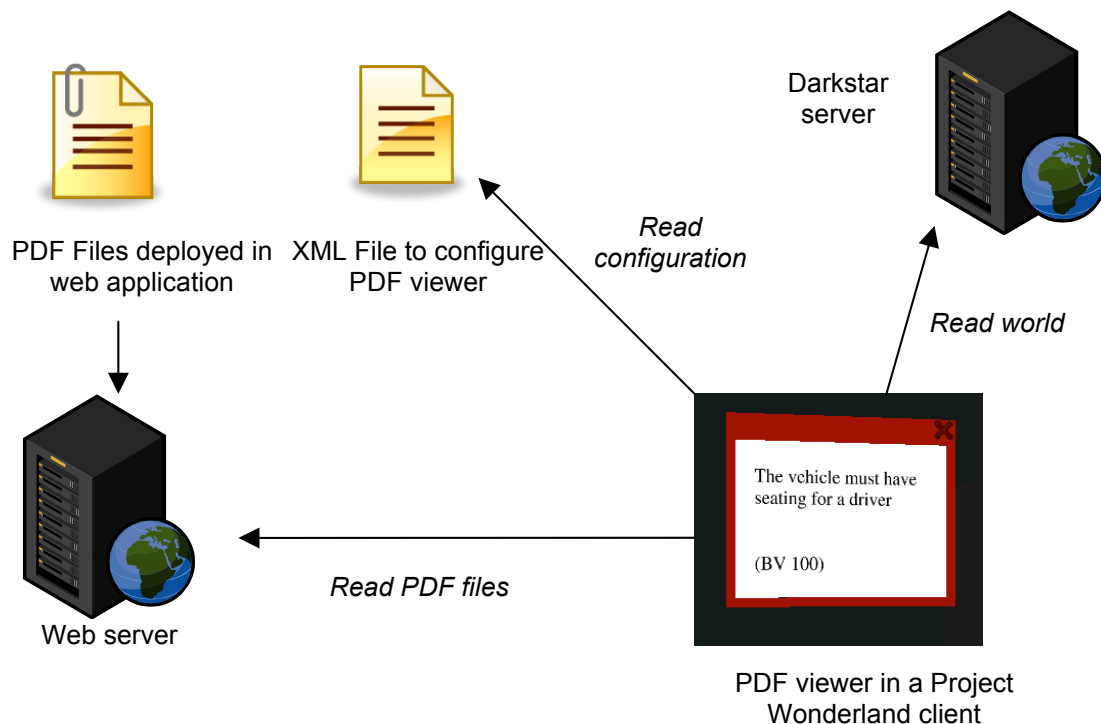 Darkstar
server
PDF Files deployed in
web application
XML File to configure
PDF viewer
Read
configuration
Read world
The vehicle must have
seating for a driver
(BV 100)
Read PDF files
Web server
PDF viewer in a Project
Wonderland client